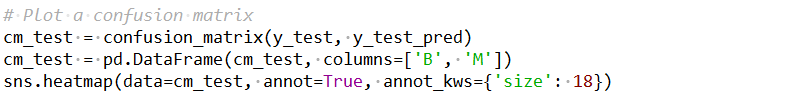 # Plot a confusion matrix
cm_test = confusion_matrix(y_test, y_test_pred)
cm_test = pd.DataFrame(cm_test, columns=['B', 'M'])
sns.heatmap(data=cm_test, annot=True, annot_kws={'size': 18})